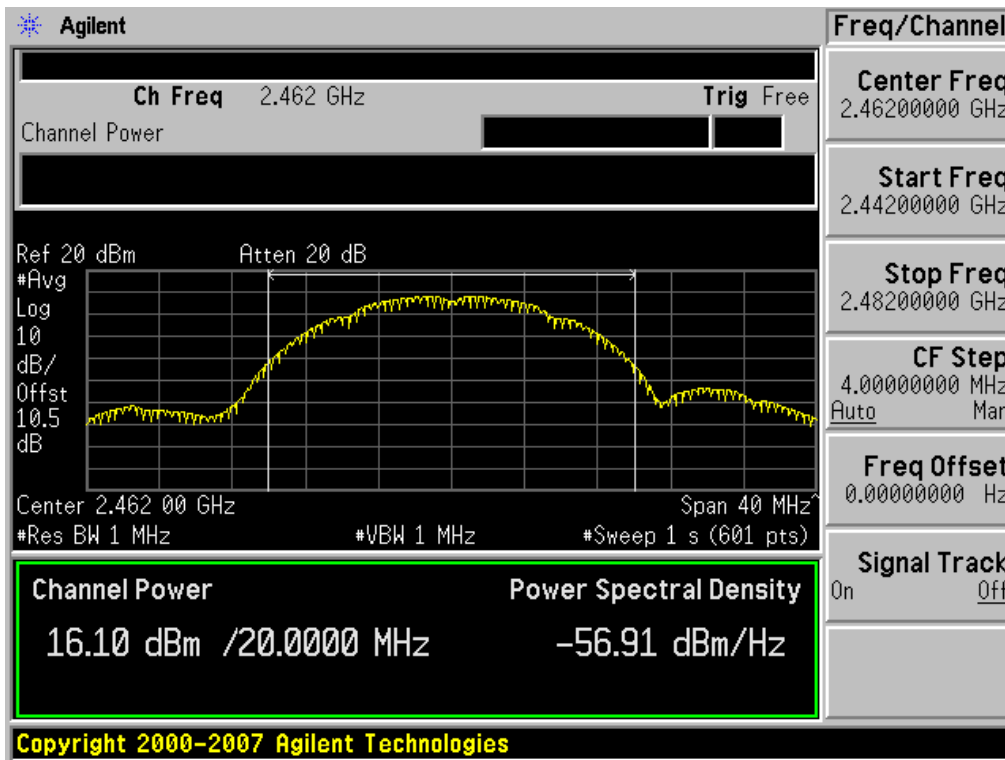 Agilent
Freq/Channel
Ch Freq 2.462 GHz Trig Free
Channel Power
Center Freq
2.46200000 GHz
Start Freq
2.44200000 GHz
Stop Freq
2.48200000 GHz
CF Step
4.00000000 MHz
Auto Man
Freq Offset
0.00000000 Hz
Signal Track
On Off
Ref 20 dBm Atten 20 dB
#Avg
Log
10
dB/
Offst
10.5
dB
Center 2.462 00 GHz Span 40 MHz^
#Res BW 1 MHz #VBW 1 MHz #Sweep 1 s (601 pts)
Channel Power Power Spectral Density
16.10 dBm /20.0000 MHz -56.91 dBm/Hz
Copyright 2000-2007 Agilent Technologies